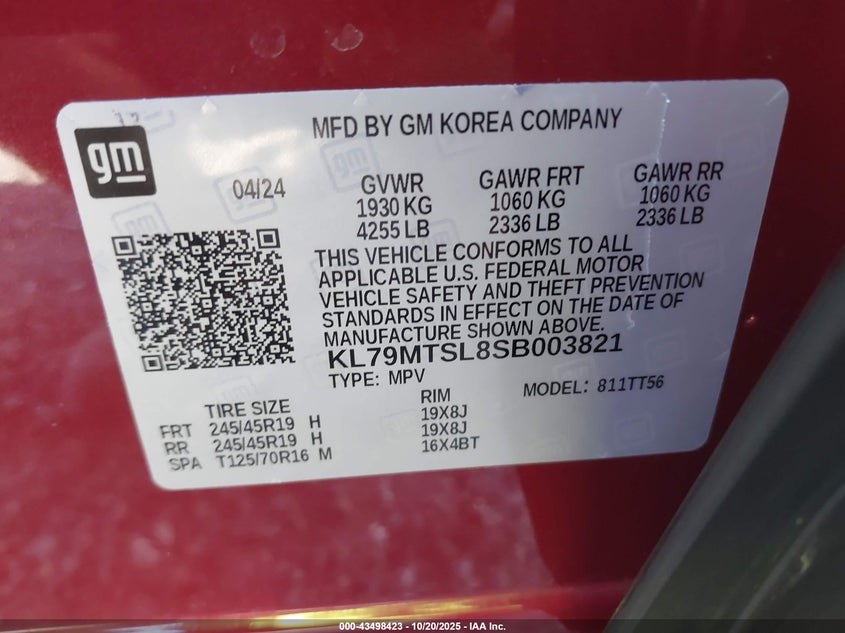 gm
MFD BY GM KOREA COMPANY
04/24
GVWR
1930 KG
4255 LB
GAWR FRT
1060 KG
2336 LB
GAWR RR
1060 KG
2336 LB
THIS VEHICLE CONFORMS TO ALL
APPLICABLE U.S. FEDERAL MOTOR
VEHICLE SAFETY AND THEFT PREVENTION
STANDARDS IN EFFECT ON THE DATE OF
MANUFACTURE SHOWN ABOVE.
KL79MTSL8SB003821
TYPE: MPV
MODEL: 811TT56
TIRE SIZE RIM
FRT 245/45R19 H 19X8J
RR 245/45R19 H 19X8J
SPA T125/70R16 M 16X4BT
000-43498423 - 10/20/2025 - IAA Inc.